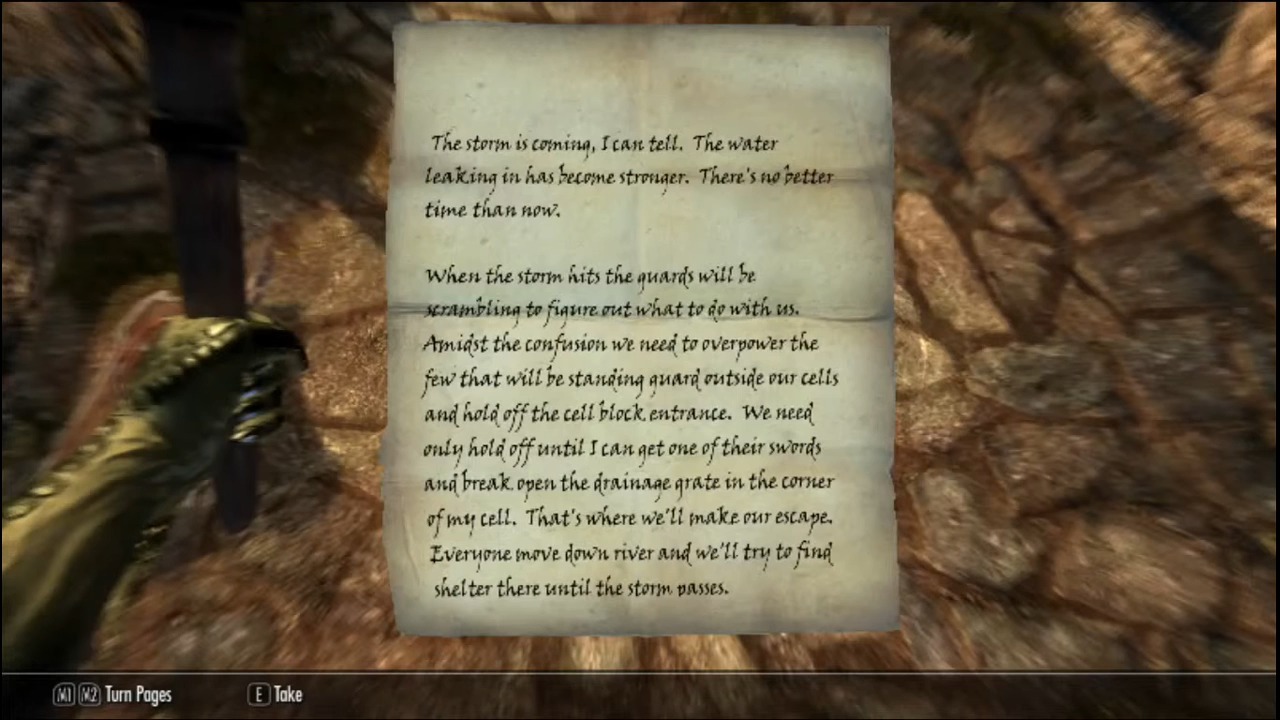 The storm is coming, I can tell.  The water
leaking in has become stronger.  There's no better
time than now.
When the storm hits the guards will be
scrambling to figure out what to do with us.
Amidst the confusion we need to overpower the
few that will be standing guard outside our cells
and hold off the cell block entrance.  We need
only hold off until I can get one of their swords
and break open the drainage grate in the corner
of my cell.  That's where we'll make our escape.
Everyone move down river and we'll try to find
shelter there until the storm passes.
M1 M2 Turn Pages
E Take